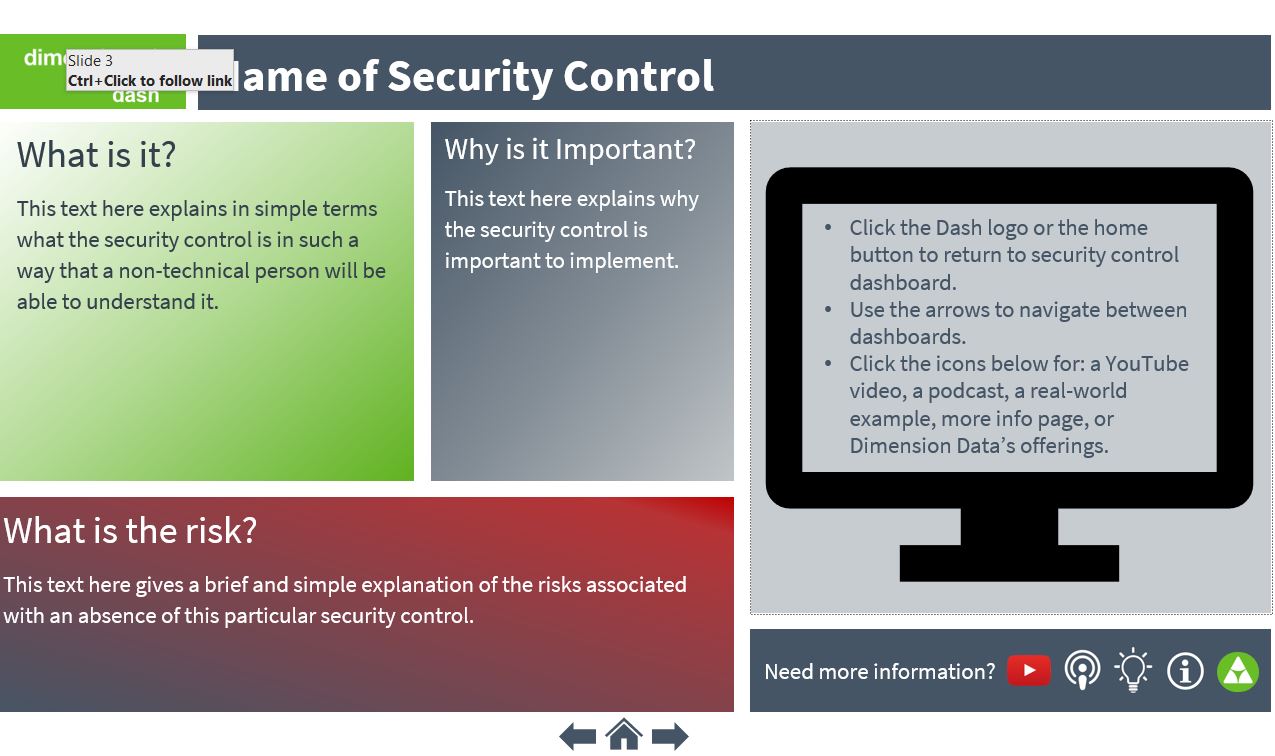 dim
Slide 3
Ctrl+Click to follow link
dash
ame of Security Control
What is it?
This text here explains in simple terms
what the security control is in such a
way that a non-technical person will be
able to understand it.
Why is it Important?
This text here explains why
the security control is
important to implement.
• Click the Dash logo or the home
button to return to security control
dashboard.
• Use the arrows to navigate between
dashboards.
• Click the icons below for: a YouTube
video, a podcast, a real-world
example, more info page, or
Dimension Data’s offerings.
What is the risk?
This text here gives a brief and simple explanation of the risks associated
with an absence of this particular security control.
Need more information?